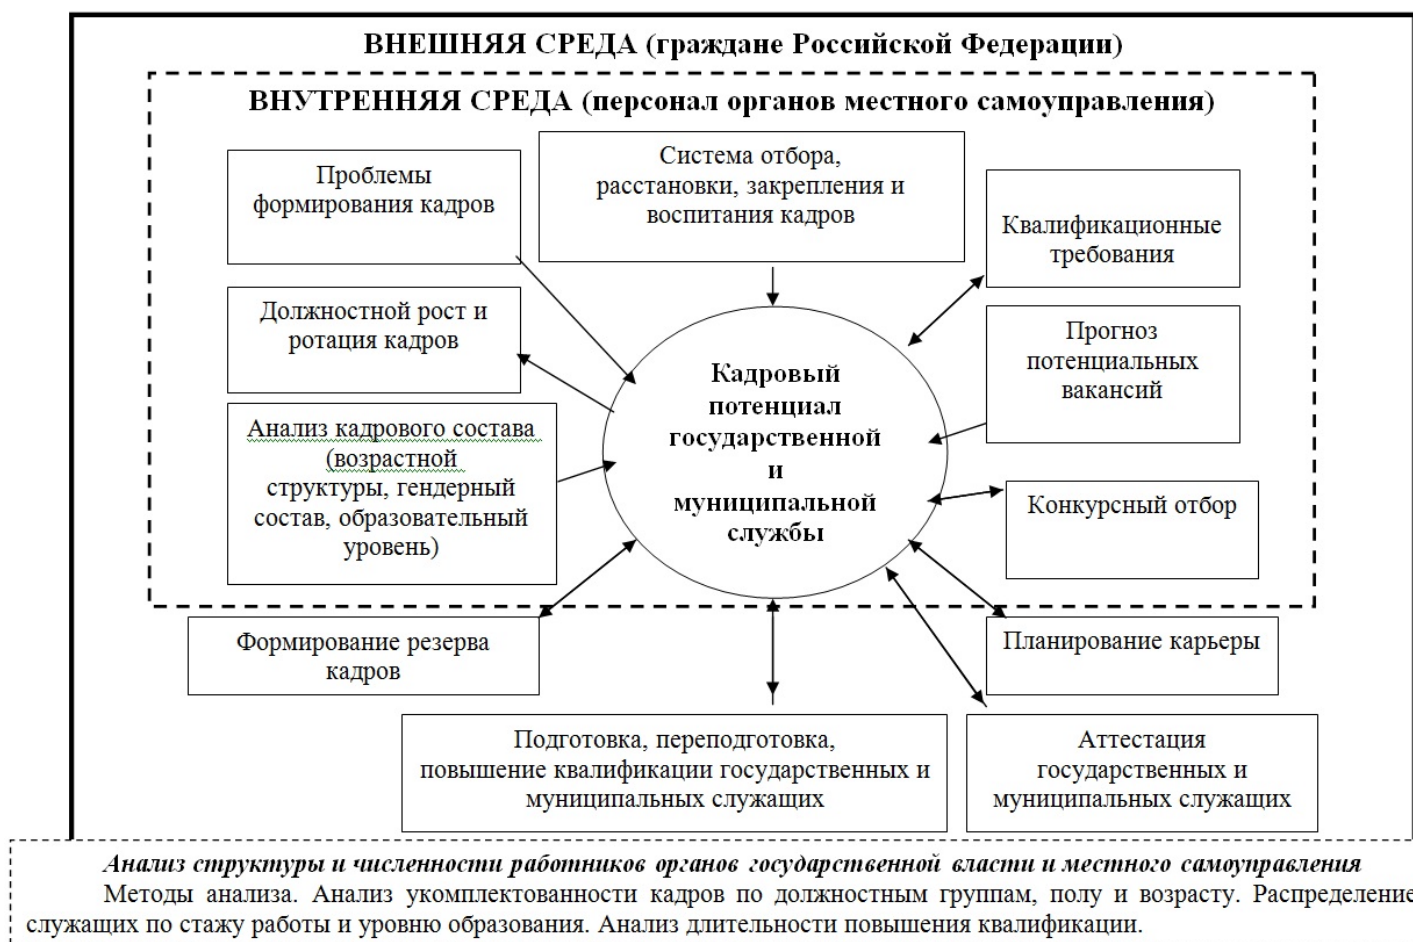 ВНЕШНЯЯ СРЕДА (граждане Российской Федерации)
ВНУТРЕННЯЯ СРЕДА (персонал органов местного самоуправления)
Проблемы
формирования кадров
Система отбора,
расстановки, закрепления и
воспитания кадров
Квалификационные
требования
Должностной рост и
ротация кадров
Прогноз
потенциальных
вакансий
Кадровый
потенциал
государственной
и
муниципальной
службы
Анализ кадрового состава
(возрастной
структуры, гендерный
состав, образовательный
уровень)
Конкурсный отбор
Формирование резерва
кадров
Планирование карьеры
Подготовка, переподготовка,
повышение квалификации государственных и
муниципальных служащих
Аттестация
государственных и
муниципальных служащих
Анализ структуры и численности работников органов государственной власти и местного самоуправления
Методы анализа. Анализ укомплектованности кадров по должностным группам, полу и возрасту. Распределение
служащих по стажу работы и уровню образования. Анализ длительности повышения квалификации.